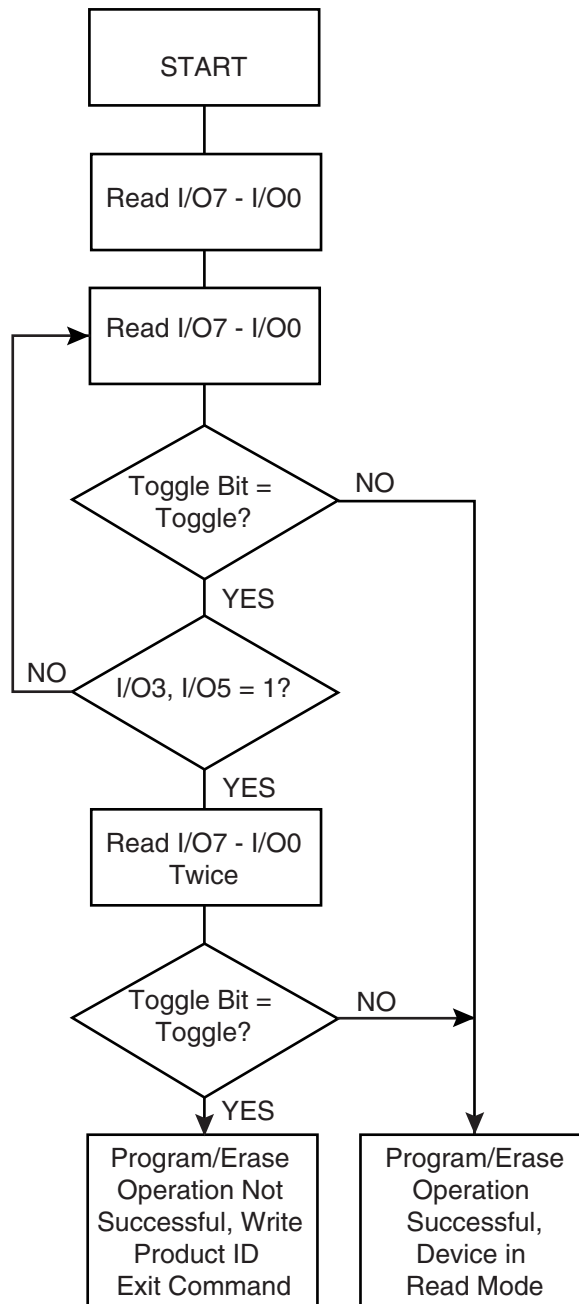 START
Read I/O7 - I/O0
Read I/O7 - I/O0
Toggle Bit =
Toggle?
NO
YES
NO
I/O3, I/O5 = 1?
YES
Read I/O7 - I/O0
Twice
Toggle Bit =
Toggle?
NO
YES
Program/Erase
Operation Not
Successful, Write
Product ID
Exit Command
Program/Erase
Operation
Successful,
Device in
Read Mode